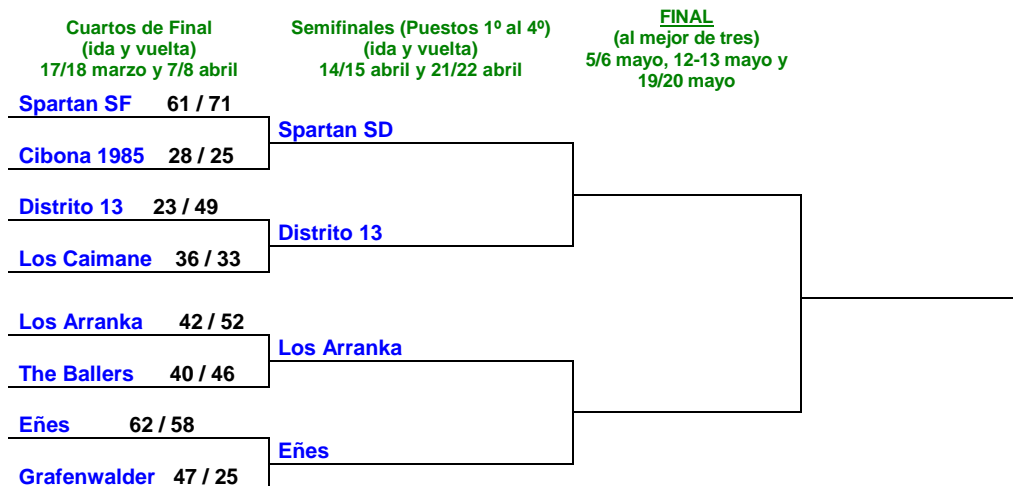 Cuartos de Final
(ida y vuelta)
17/18 marzo y 7/8 abril
Semifinales (Puestos 1º al 4º)
(ida y vuelta)
14/15 abril y 21/22 abril
FINAL
(al mejor de tres)
5/6 mayo, 12-13 mayo y
19/20 mayo
Spartan SF 61 / 71
Spartan SD
Cibona 1985 28 / 25
Distrito 13 23 / 49
Distrito 13
Los Caimane 36 / 33
Los Arranka 42 / 52
Los Arranka
The Ballers 40 / 46
Eñes 62 / 58
Eñes
Grafenwalder 47 / 25